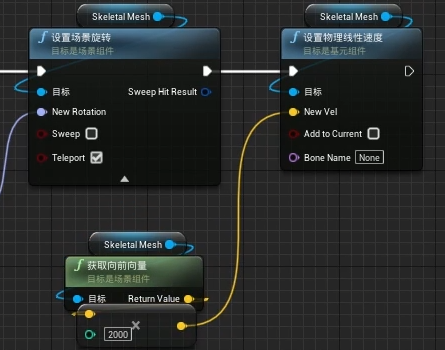 Skeletal Mesh
Skeletal Mesh
f 设置场景旋转
目标是场景组件
f 设置物理线性速度
目标是基元组件
目标
Sweep Hit Result
New Rotation
Sweep
Teleport
目标
New Vel
Add to Current
Bone Name None
Skeletal Mesh
f 获取向前向量
目标是场景组件
目标 Return Value
2000